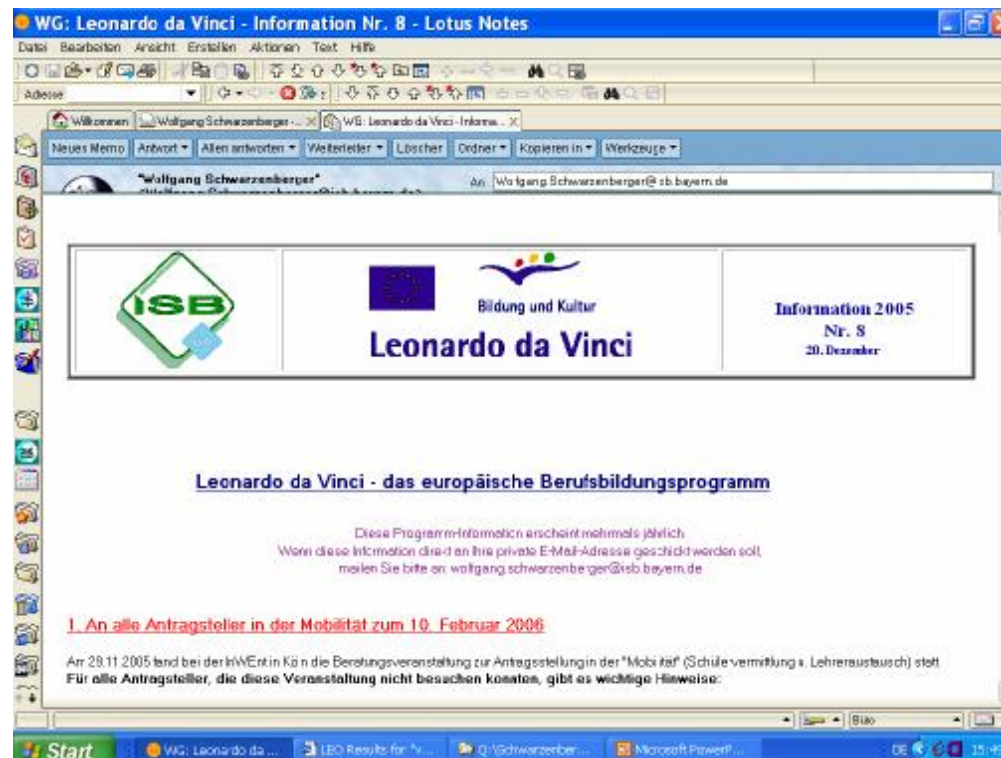 WG: Leonardo da Vinci - Information Nr. 8 - Lotus Notes
Datei Bearbeiten Ansicht Erstellen Aktionen Text Hilfe
Adresse
Willkommen Wolfgang Schwarzenberger -... WG: Leonardo da Vinci - Informa...
Neues Memo Antwort Allen antworten Weiterleiten Löschen Ordner Kopieren in Werkzeuge
"Wolfgang Schwarzenberger" An Wolfgang.Schwarzenberger@isb.bayern.de
ISB
Bildung und Kultur
Leonardo da Vinci
Information 2005
Nr. 8
20. Dezember
Leonardo da Vinci - das europäische Berufsbildungsprogramm
Diese Programm-Information erscheint mehrmals jährlich.
Wenn diese Information direkt an Ihre private E-Mail-Adresse geschickt werden soll,
mailen Sie bitte an: wolfgang.schwarzenberger@isb.bayern.de
1. An alle Antragsteller in der Mobilität zum 10. Februar 2006
Am 29.11.2005 fand bei der InWEnt in Köln die Beratungsveranstaltung zur Antragsstellung in der "Mobilität" (Schülervermittlung u. Lehreraustausch) statt.
Für alle Antragsteller, die diese Veranstaltung nicht besuchen konnten, gibt es wichtige Hinweise:
Büro
Start WG: Leonardo da ... LEO Results for "v... Q:\Schwarzenber... Microsoft PowerP... DE 15:49